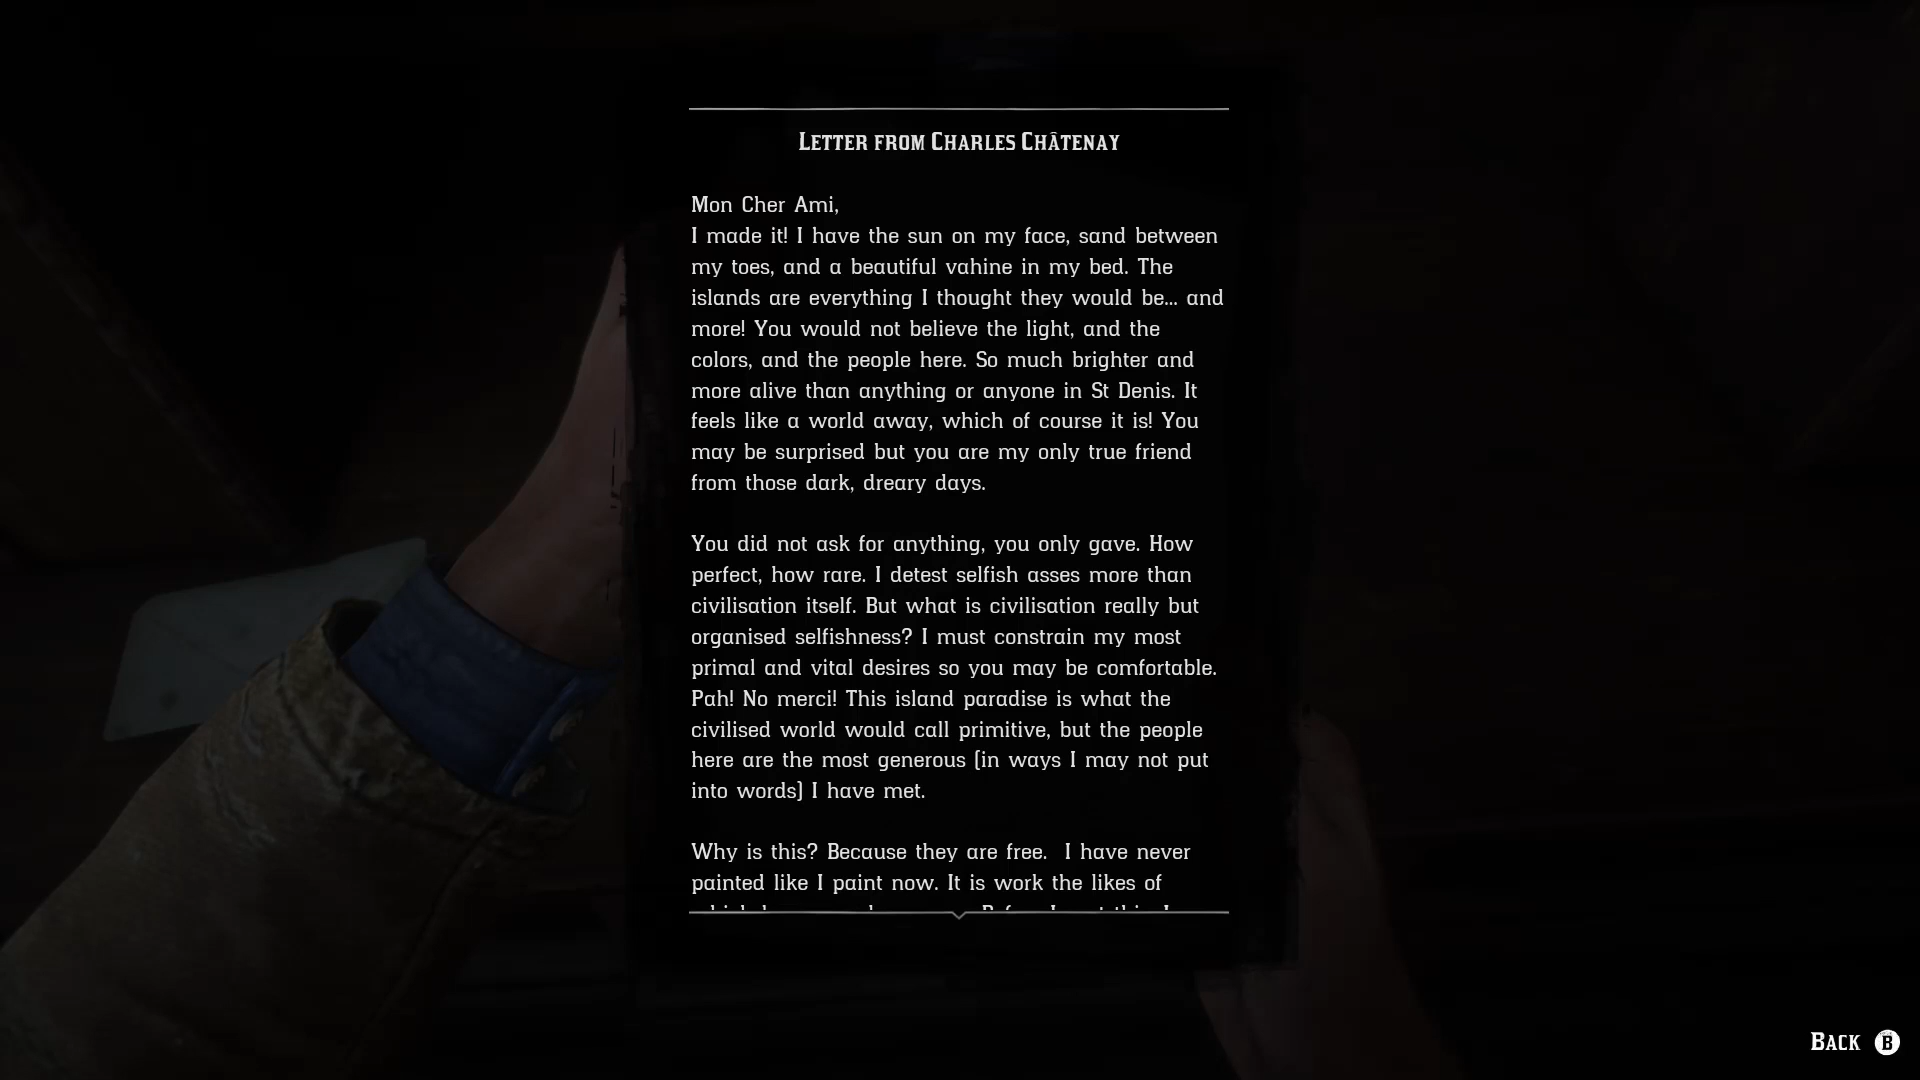 Letter from Charles Châtenay
Mon Cher Ami,
I made it! I have the sun on my face, sand between
my toes, and a beautiful vahine in my bed. The
islands are everything I thought they would be... and
more! You would not believe the light, and the
colors, and the people here. So much brighter and
more alive than anything or anyone in St Denis. It
feels like a world away, which of course it is! You
may be surprised but you are my only true friend
from those dark, dreary days.
You did not ask for anything, you only gave. How
perfect, how rare. I detest selfish asses more than
civilisation itself. But what is civilisation really but
organised selfishness? I must constrain my most
primal and vital desires so you may be comfortable.
Pah! No merci! This island paradise is what the
civilised world would call primitive, but the people
here are the most generous (in ways I may not put
into words) I have met.
Why is this? Because they are free.  I have never
painted like I paint now. It is work the likes of
Back B